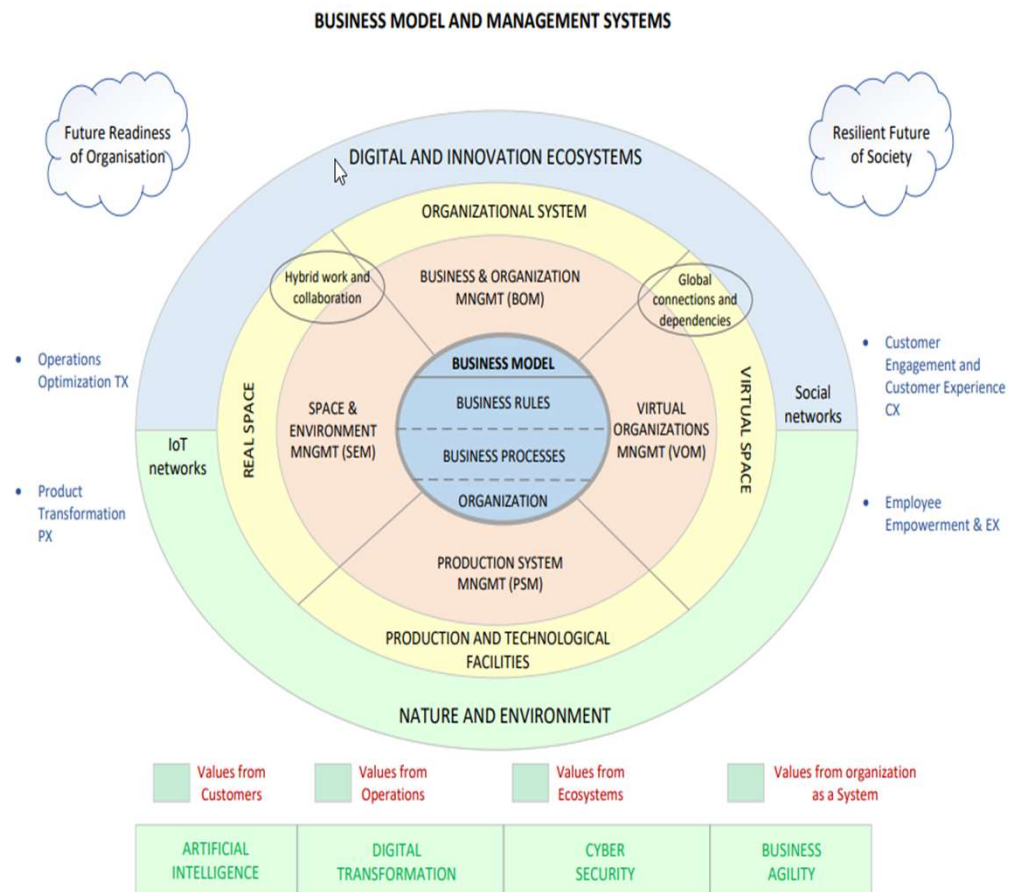 BUSINESS MODEL AND MANAGEMENT SYSTEMS
Future Readiness
of Organisation
Resilient Future
of Society
DIGITAL AND INNOVATION ECOSYSTEMS
ORGANIZATIONAL SYSTEM
Hybrid work and
collaboration
BUSINESS & ORGANIZATION
MNGMT (BOM)
Global
connections and
dependencies
• Operations
Optimization TX
• Customer
Engagement and
Customer Experience
CX
BUSINESS MODEL
BUSINESS RULES
BUSINESS PROCESSES
ORGANIZATION
REAL SPACE
SPACE &
ENVIRONMENT
MNGMT (SEM)
VIRTUAL
ORGANIZATIONS
MNGMT (VOM)
VIRTUAL SPACE
Social
networks
IoT
networks
• Product
Transformation
PX
• Employee
Empowerment & EX
PRODUCTION SYSTEM
MNGMT (PSM)
PRODUCTION AND TECHNOLOGICAL
FACILITIES
NATURE AND ENVIRONMENT
Values from
Customers
Values from
Operations
Values from
Ecosystems
Values from organization
as a System
ARTIFICIAL
INTELLIGENCE
DIGITAL
TRANSFORMATION
CYBER
SECURITY
BUSINESS
AGILITY